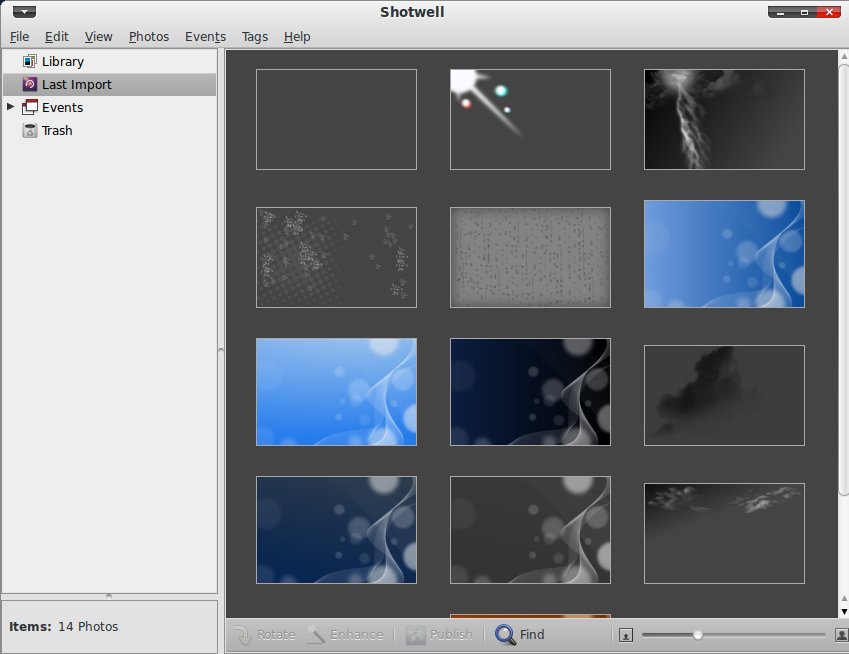 Shotwell
File Edit View Photos Events Tags Help
Library
Last Import
Events
Trash
Items: 14 Photos
Rotate Enhance Publish Find